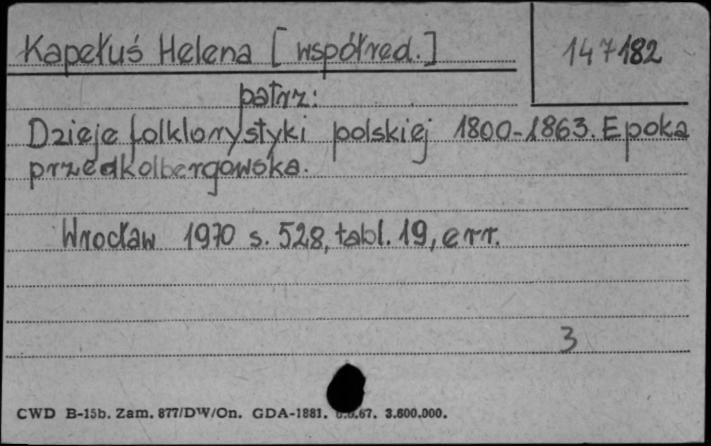 Kapełuś Helena [współred.]
147182
patrz:
Dzieje folklorystyki polskiej 1800-1863. Epoka
przedkolbergowska.
Wrocław 1970 s. 528, tabl. 19, err.
3
CWD B-15b. Zam. 877/DW/On. GDA-1881. 67. 3.600.000.